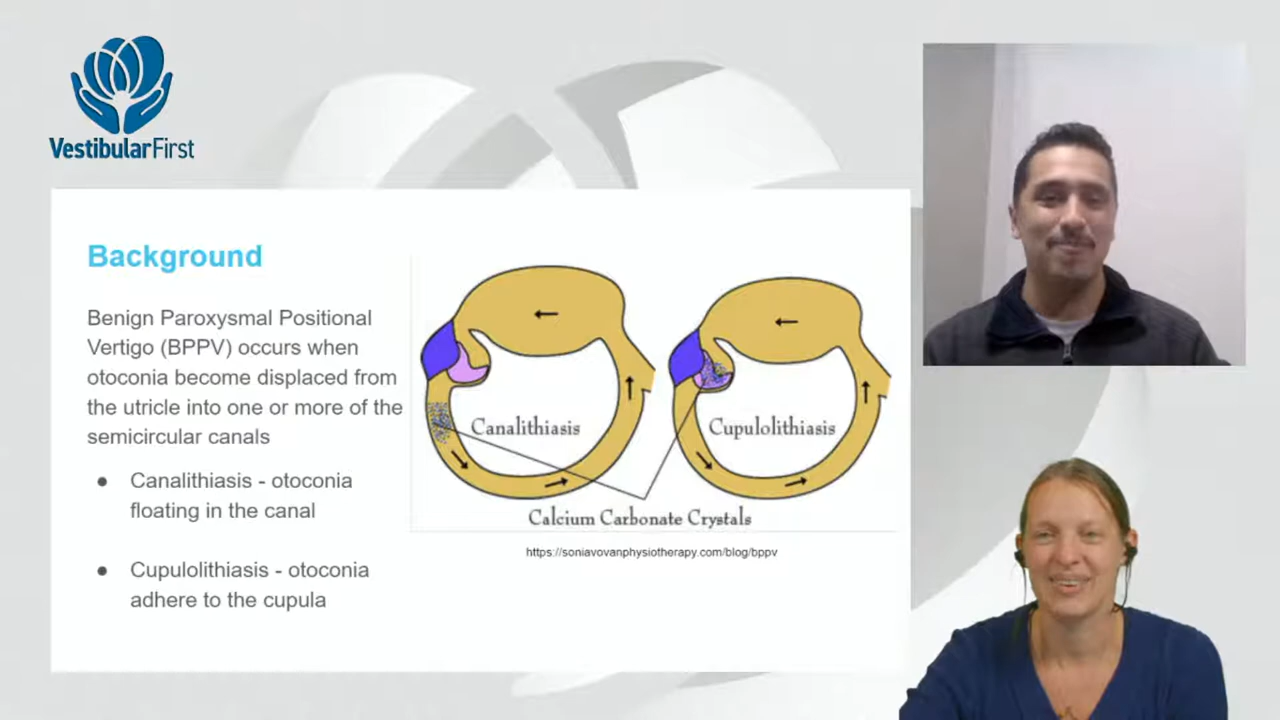 VestibularFirst
Background
Benign Paroxysmal Positional
Vertigo (BPPV) occurs when
otoconia become displaced from
the utricle into one or more of the
semicircular canals
● Canalithiasis - otoconia
floating in the canal
● Cupulolithiasis - otoconia
adhere to the cupula
Canalithiasis
Cupulolithiasis
Calcium Carbonate Crystals
https://soniavovanphysiotherapy.com/blog/bppv